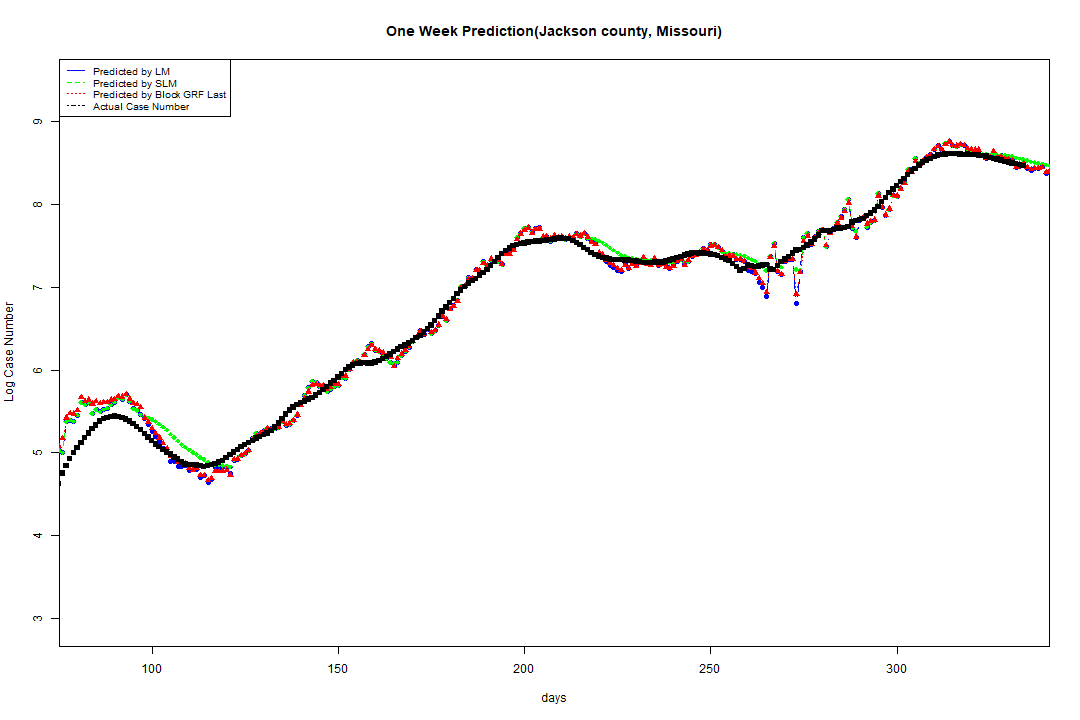 One Week Prediction(Jackson county, Missouri)
Predicted by LM
Predicted by SLM
Predicted by Block GRF Last
Actual Case Number
9
8
7
6
5
4
3
Log Case Number
100 150 200 250 300
days